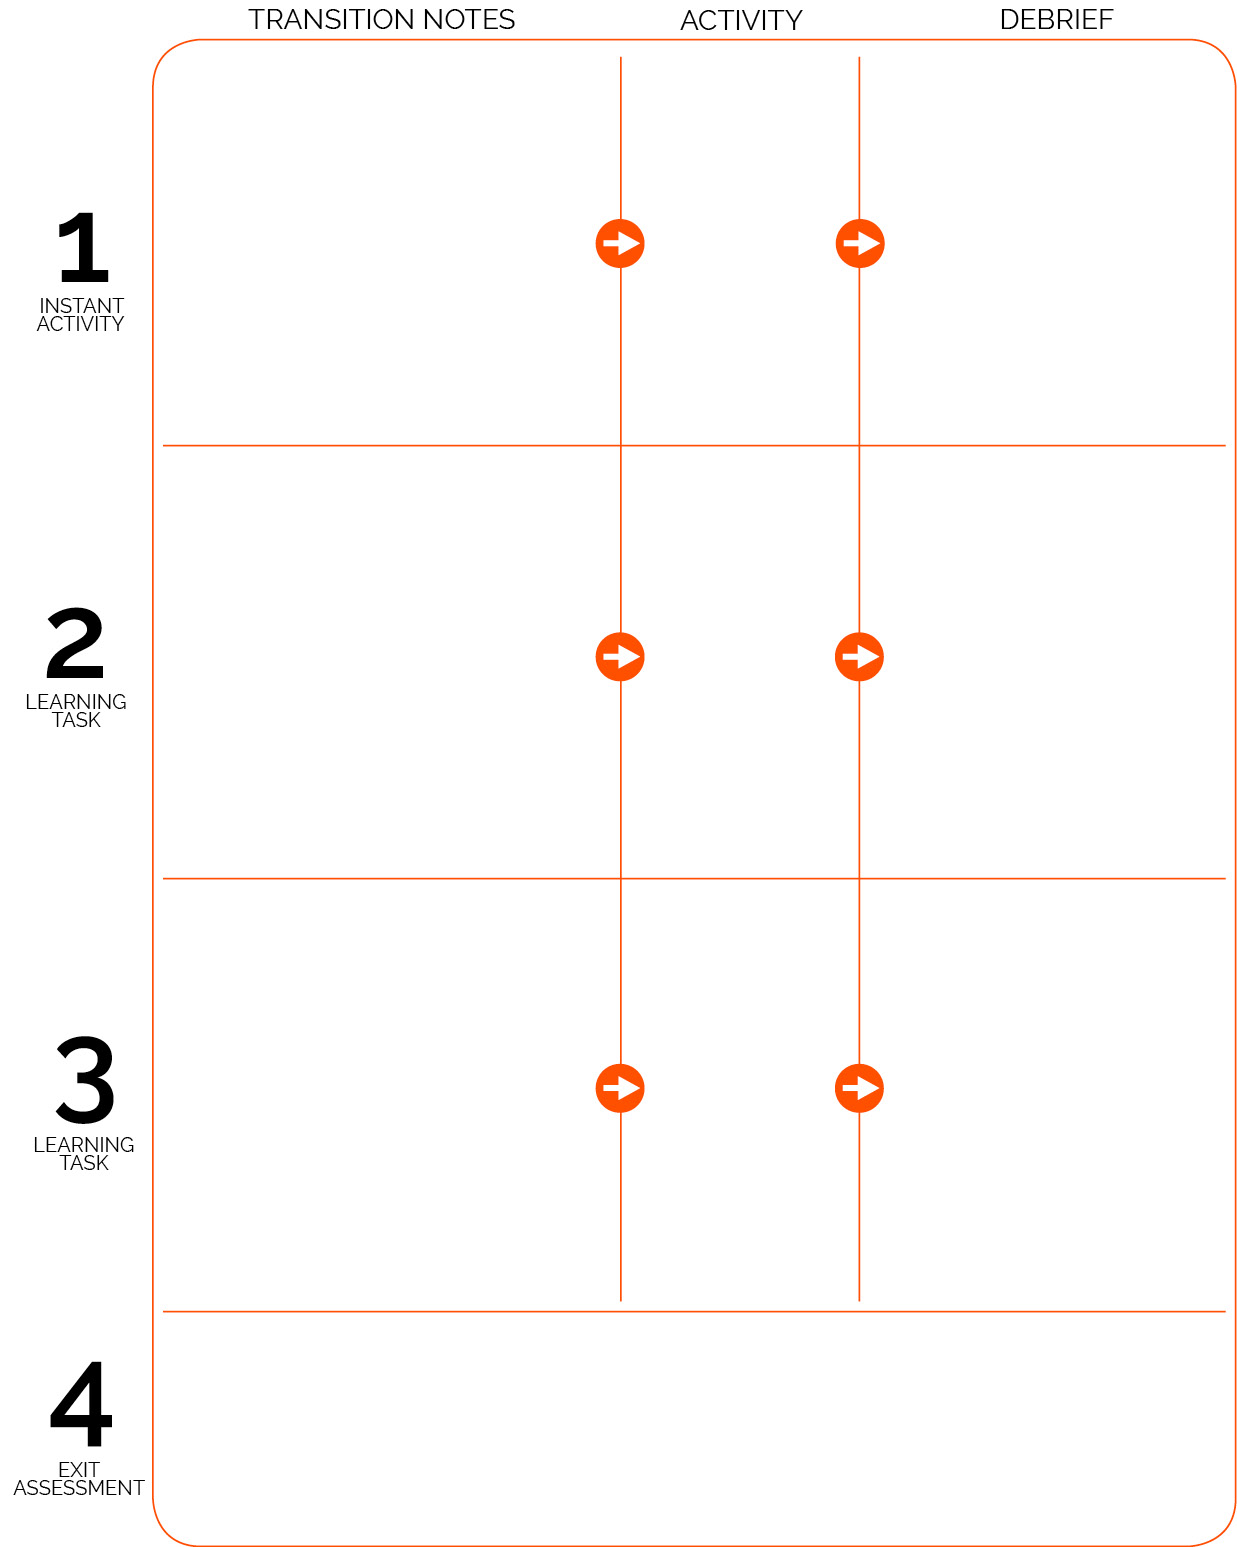 TRANSITION NOTES
ACTIVITY
DEBRIEF
1
INSTANT
ACTIVITY
2
LEARNING
TASK
3
LEARNING
TASK
4
EXIT
ASSESSMENT